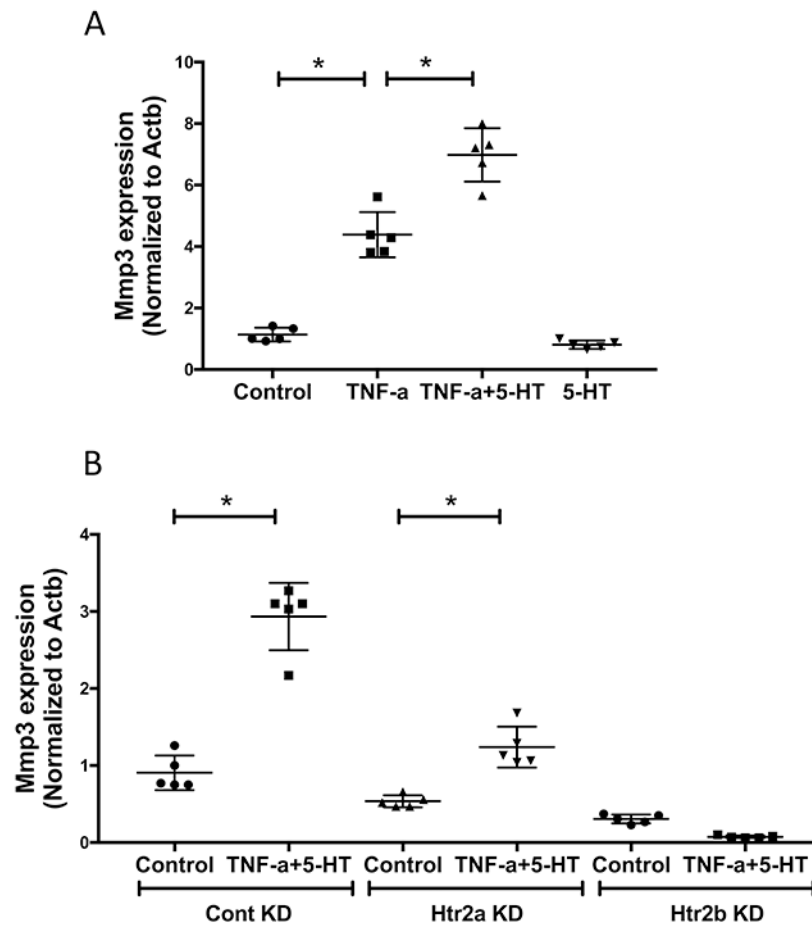 A
Mmp3 expression
(Normalized to Actb)
10
8
6
4
2
0
* *
Control TNF-a TNF-a+5-HT 5-HT
B
Mmp3 expression
(Normalized to Actb)
4
3
2
1
0
* *
Control TNF-a+5-HT Control TNF-a+5-HT Control TNF-a+5-HT
Cont KD Htr2a KD Htr2b KD